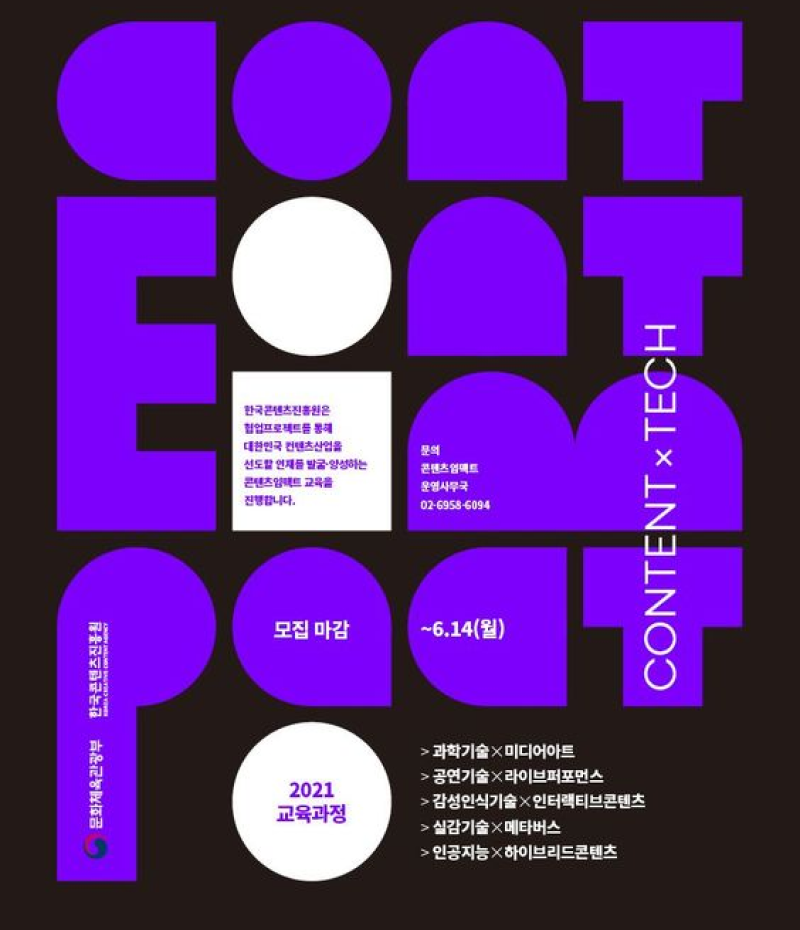 CONT
ENT
im
PaCT
한국콘텐츠진흥원은
협업프로젝트를 통해
대한민국 컨텐츠산업을
선도할 인재를 발굴·양성하는
콘텐츠임팩트 교육을
진행합니다.
문의
콘텐츠임팩트
운영사무국
02-6958-6094
CONTENT × TECH
모집 마감
~6.14(월)
한국콘텐츠진흥원
KOREA CREATIVE CONTENT AGENCY
문화체육관광부
2021
교육과정
> 과학기술×미디어아트
> 공연기술×라이브퍼포먼스
> 감성인식기술×인터랙티브콘텐츠
> 실감기술×메타버스
> 인공지능×하이브리드콘텐츠